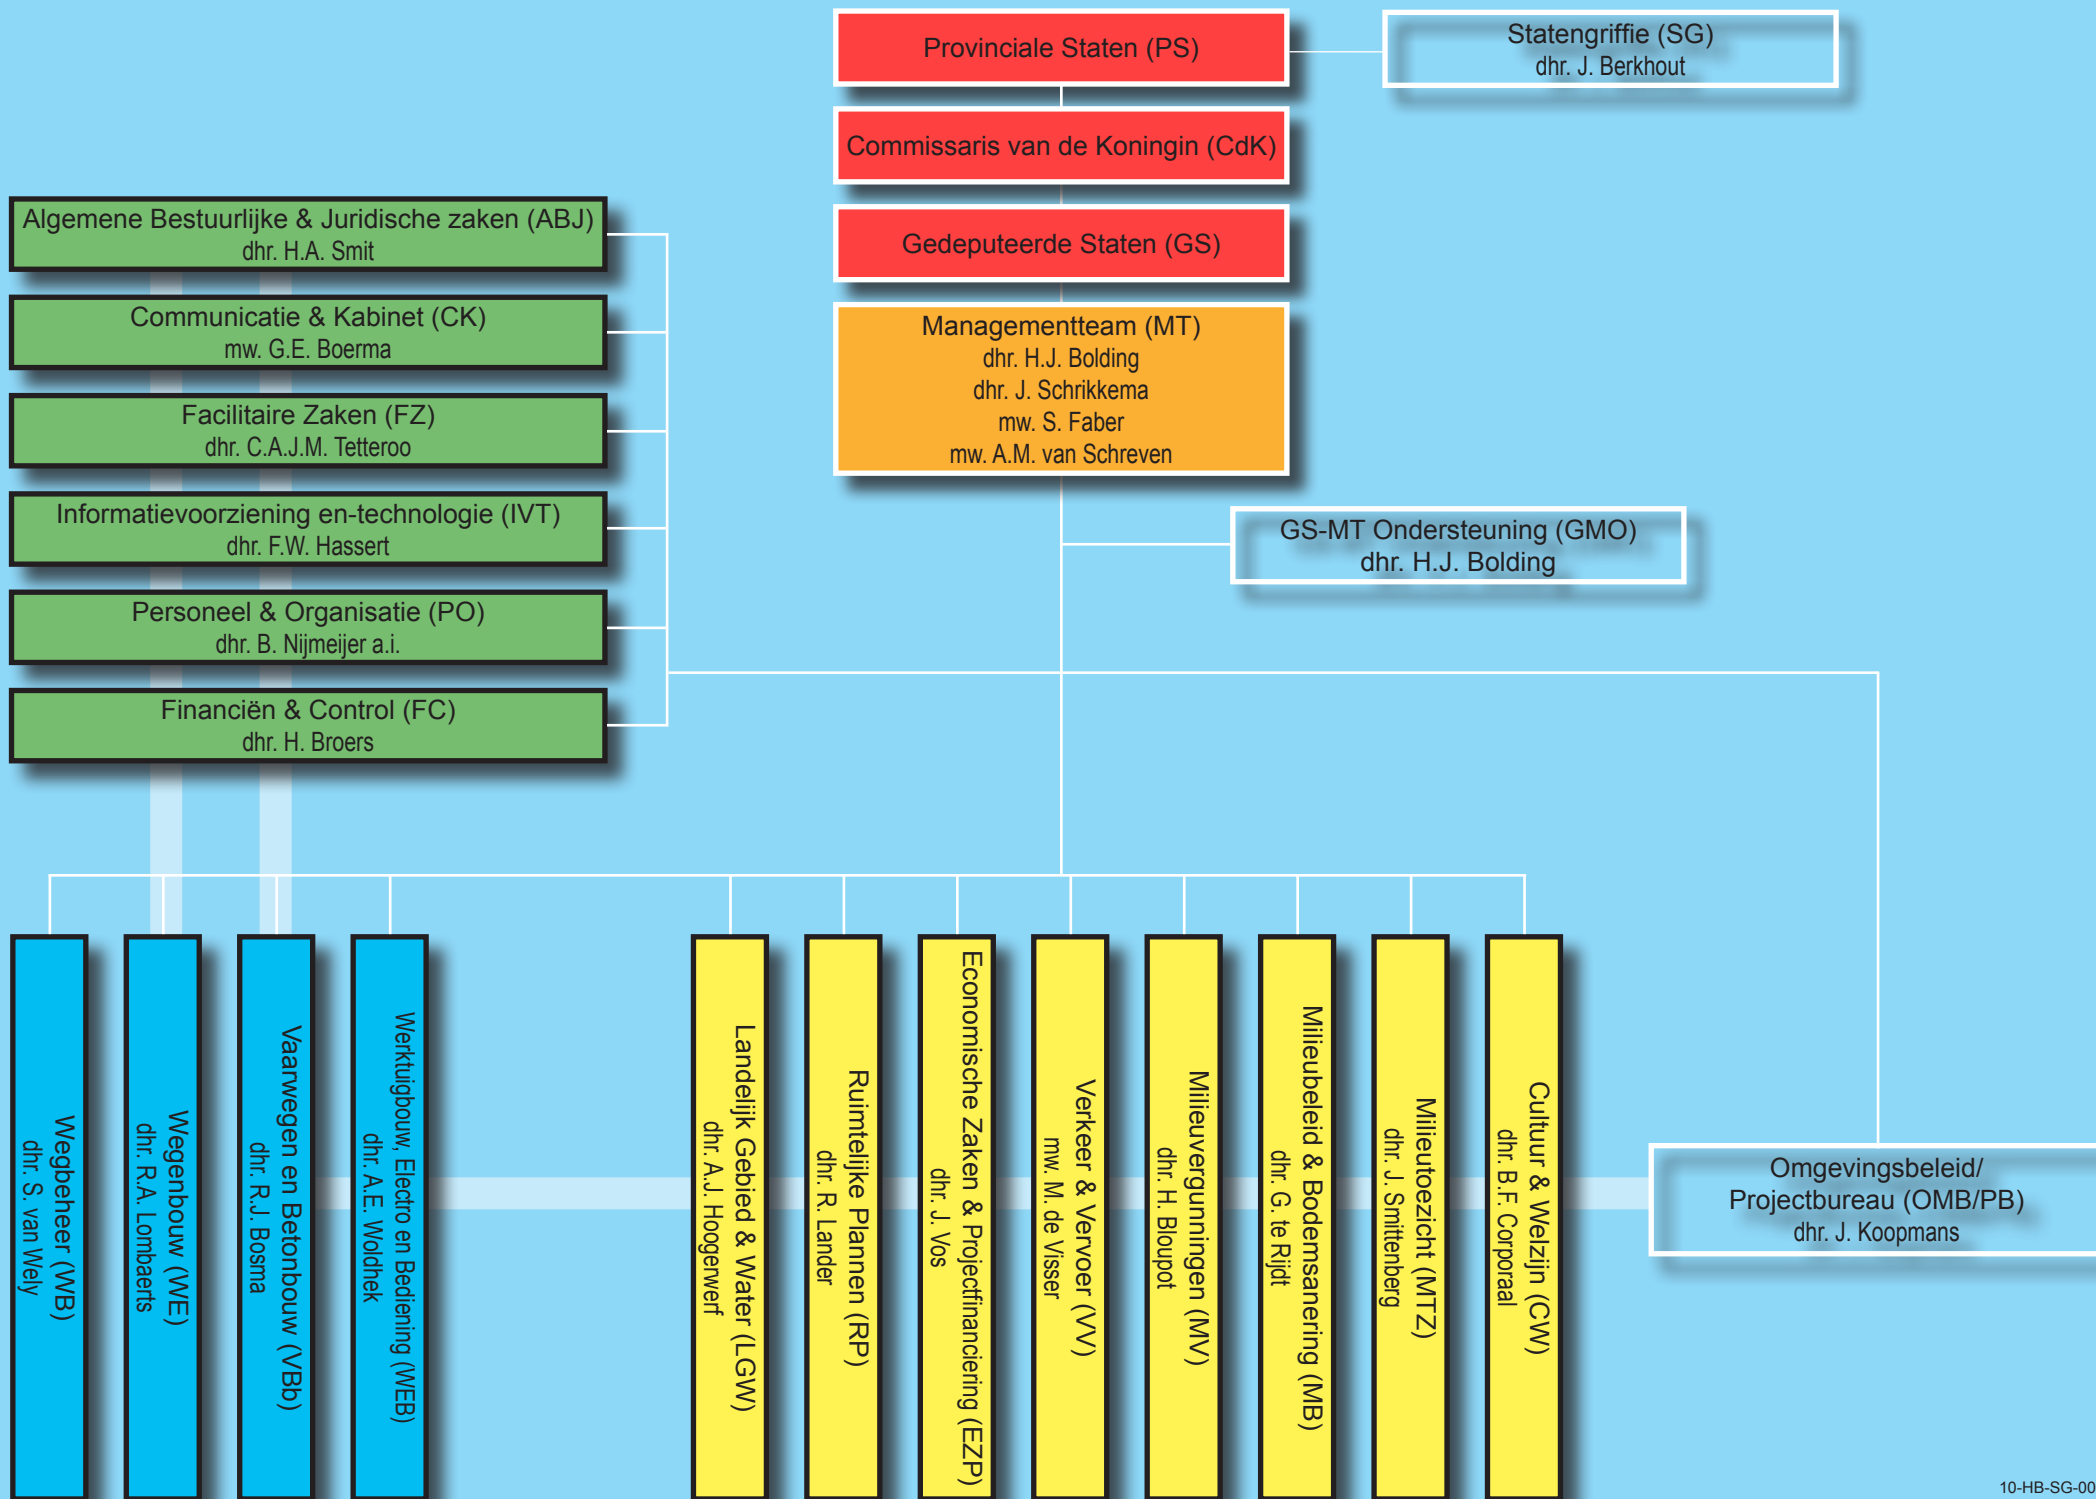 Provinciale Staten (PS)
Statengriffie (SG)
dhr. J. Berkhout
Commissaris van de Koningin (CdK)
Gedeputeerde Staten (GS)
Managementteam (MT)
dhr. H.J. Bolding
dhr. J. Schrikkema
mw. S. Faber
mw. A.M. van Schreven
GS-MT Ondersteuning (GMO)
dhr. H.J. Bolding
Algemene Bestuurlijke & Juridische zaken (ABJ)
dhr. H.A. Smit
Communicatie & Kabinet (CK)
mw. G.E. Boerma
Facilitaire Zaken (FZ)
dhr. C.A.J.M. Tetteroo
Informatievoorziening en-technologie (IVT)
dhr. F.W. Hassert
Personeel & Organisatie (PO)
dhr. B. Nijmeijer a.i.
Financiën & Control (FC)
dhr. H. Broers
Wegbeheer (WB)
dhr. S. van Wely
Wegenbouw (WE)
dhr. R.A. Lombaerts
Vaarwegen en Betonbouw (VBb)
dhr. R.J. Bosma
Werktuigbouw, Electro en Bediening (WEB)
dhr. A.E. Woldhek
Landelijk Gebied & Water (LGW)
dhr. A.J. Hoogerwerf
Ruimtelijke Plannen (RP)
dhr. R. Lander
Economische Zaken & Projectfinanciering (EZP)
dhr. J. Vos
Verkeer & Vervoer (VV)
mw. M. de Visser
Milieuvergunningen (MV)
dhr. H. Bloupot
Milieubeleid & Bodemsanering (MB)
dhr. G. te Rijdt
Milieutoezicht (MTZ)
dhr. J. Smittenberg
Cultuur & Welzijn (CW)
dhr. B.F. Corporaal
Omgevingsbeleid/
Projectbureau (OMB/PB)
dhr. J. Koopmans
10-HB-SG-00